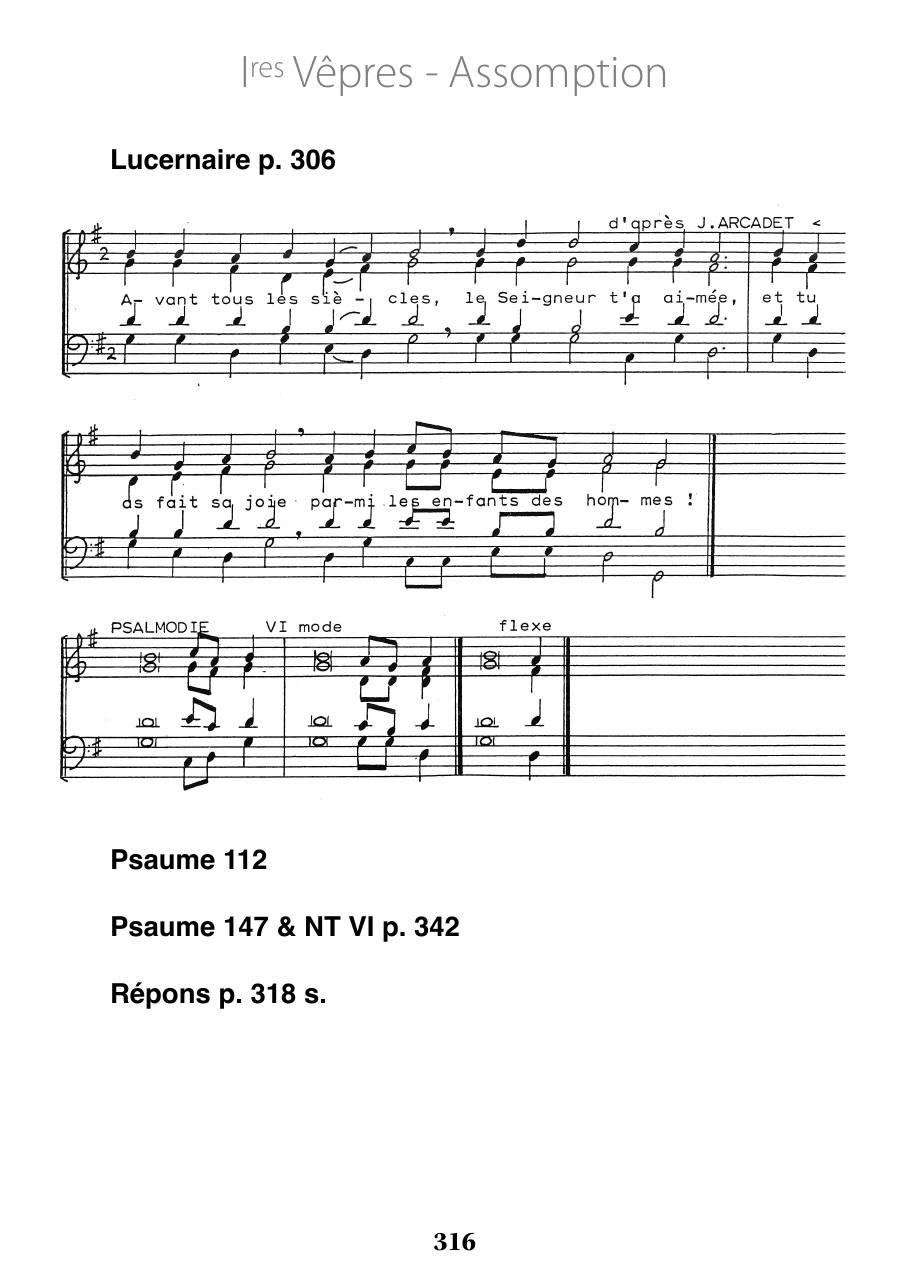 Ires Vêpres - Assomption
Lucernaire p. 306
d'après J.ARCADET <
2
A- vant tous les siè - cles, le Sei-gneur t'a ai-mée, et tu
2
as fait sa joie par-mi les en-fants des hom- mes !
PSALMODIE VI mode flexe
Psaume 112
Psaume 147 & NT VI p. 342
Répons p. 318 s.
316